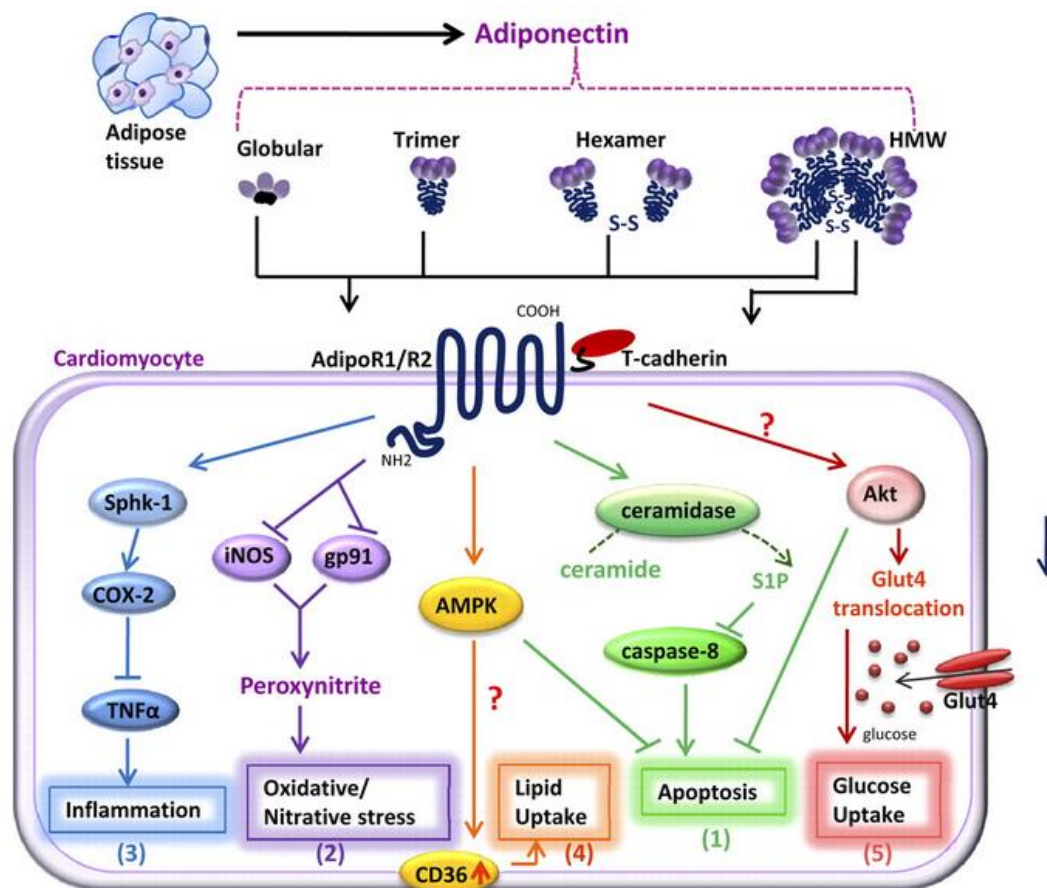 Adiponectin
Adipose
tissue
Globular
Trimer
Hexamer
HMW
S-S
S-S
S
S-S
COOH
Cardiomyocyte
AdipoR1/R2
T-cadherin
NH2
?
Sphk-1
iNOS
gp91
ceramidase
Akt
COX-2
AMPK
ceramide
S1P
Glut4
translocation
caspase-8
Peroxynitrite
?
TNFα
Glut4
glucose
Inflammation
Oxidative/
Nitrative stress
Lipid
Uptake
Apoptosis
Glucose
Uptake
(3)
(2)
(4)
(1)
(5)
CD36